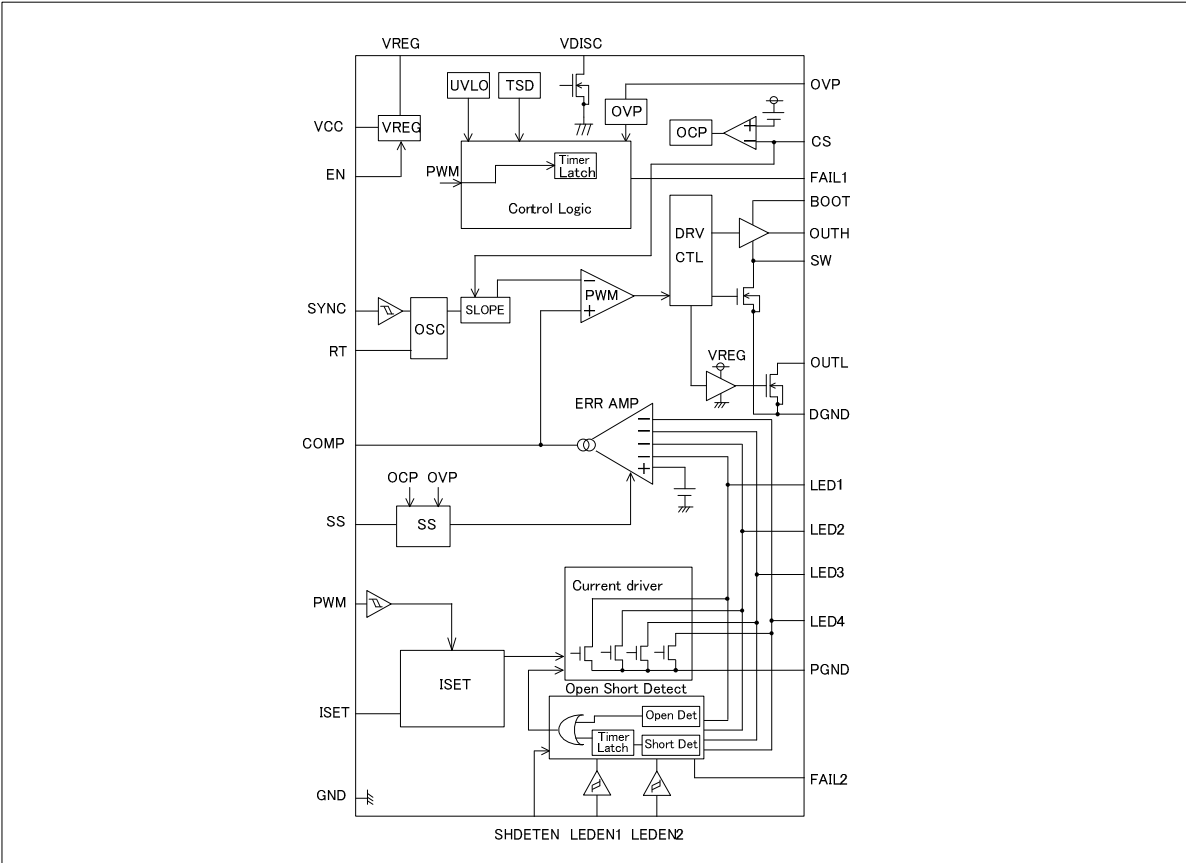 VREG
VDISC
UVLO
TSD
OVP
OVP
VCC
VREG
OCP
+
−
CS
EN
PWM
Timer
Latch
FAIL1
Control Logic
BOOT
DRV
CTL
OUTH
SW
SYNC
OSC
SLOPE
−
PWM
+
RT
VREG
OUTL
ERR AMP
DGND
COMP
−
−
−
−
+
OCP OVP
LED1
SS
SS
LED2
LED3
Current driver
PWM
LED4
ISET
PGND
Open Short Detect
ISET
Open Det
Timer
Latch
Short Det
FAIL2
GND
SHDETEN LEDEN1 LEDEN2